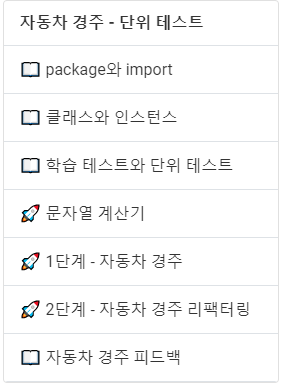 자동차 경주 - 단위 테스트
package와 import
클래스와 인스턴스
학습 테스트와 단위 테스트
문자열 계산기
1단계 - 자동차 경주
2단계 - 자동차 경주 리팩터링
자동차 경주 피드백